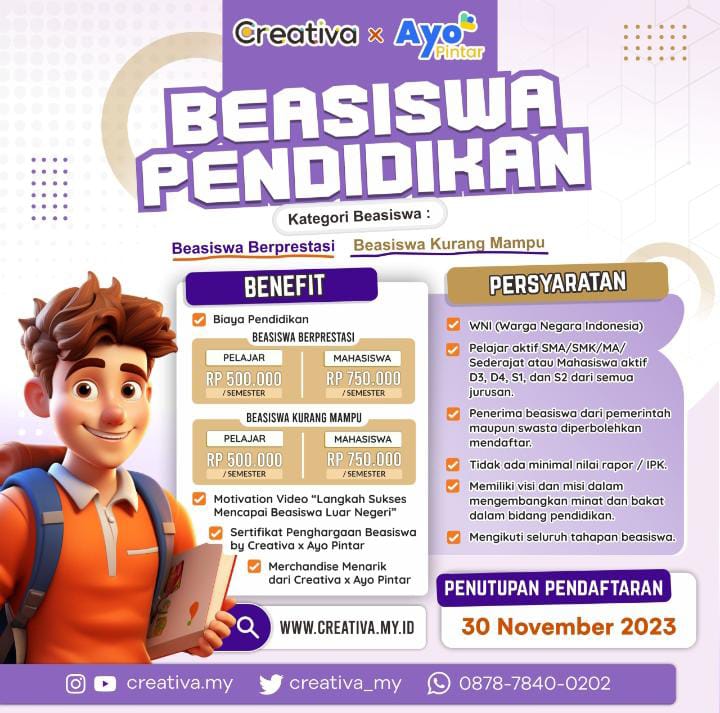 Creativa x Ayo Pintar
BEASISWA
PENDIDIKAN
Kategori Beasiswa :
Beasiswa Berprestasi Beasiswa Kurang Mampu
BENEFIT
Biaya Pendidikan
BEASISWA BERPRESTASI
PELAJAR
RP 500.000
/ SEMESTER
MAHASISWA
RP 750.000
/ SEMESTER
BEASISWA KURANG MAMPU
PELAJAR
RP 500.000
/SEMESTER
MAHASISWA
RP 750.000
/ SEMESTER
Motivation Video “Langkah Sukses
Mencapai Beasiswa Luar Negeri”
Sertifikat Penghargaan Beasiswa
by Creativa x Ayo Pintar
Merchandise Menarik
dari Creativa x Ayo Pintar
WWW.CREATIVA.MY.ID
PERSYARATAN
WNI (Warga Negara Indonesia)
Pelajar aktif SMA/SMK/MA/
Sederajat atau Mahasiswa aktif
D3, D4, S1, dan S2 dari semua
jurusan.
Penerima beasiswa dari pemerintah
maupun swasta diperbolehkan
mendaftar.
Tidak ada minimal nilai rapor / IPK.
Memiliki visi dan misi dalam
mengembangkan minat dan bakat
dalam bidang pendidikan.
Mengikuti seluruh tahapan beasiswa.
PENUTUPAN PENDAFTARAN
30 November 2023
creativa.my creativa_my 0878-7840-0202